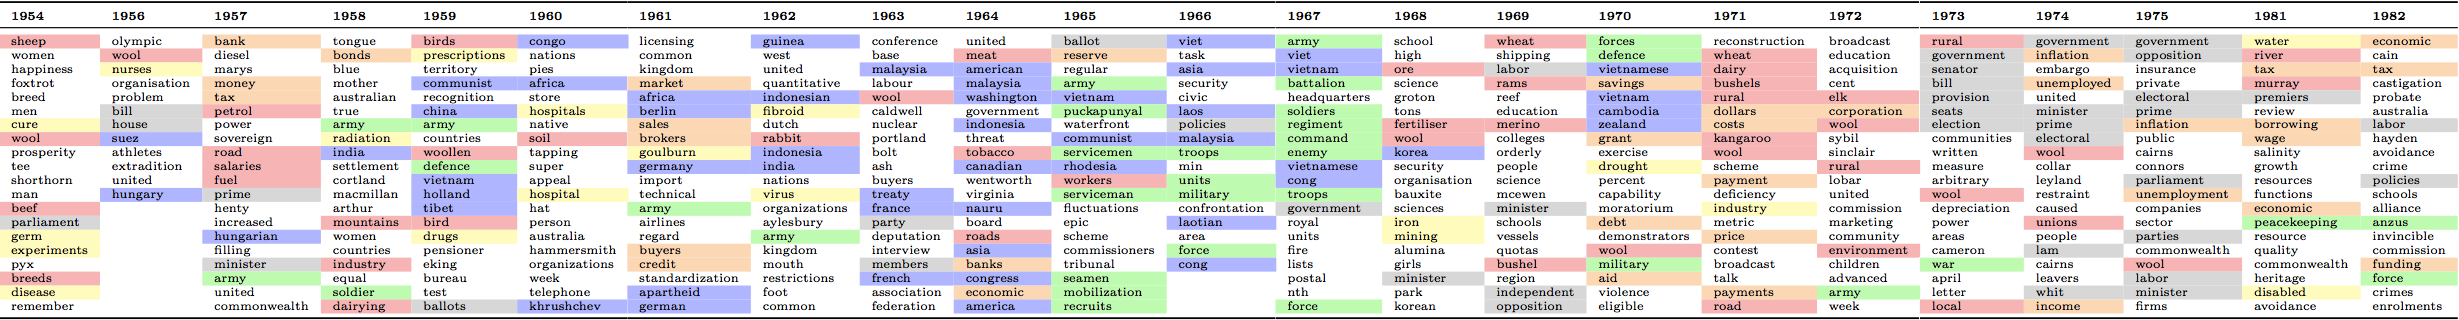 1954 1956 1957 1958 1959 1960 1961 1962 1963 1964 1965 1966 1967 1968 1969 1970 1971 1972 1973 1974 1975 1981 1982
sheep olympic bank tongue birds congo licensing guinea conference united ballot viet army school wheat forces reconstruction broadcast rural government government water economic
women wool diesel bonds prescriptions nations common west base meat reserve task viet high shipping defence wheat education government inflation opposition river cain
happiness nurses marys blue territory pies kingdom united malaysia american regular asia vietnam ore labor vietnamese dairy acquisition senator embargo insurance tax tax
foxtrot organisation money mother communist africa market quantitative labour malaysia army security battalion science rams savings bushels cent bill unemployed private murray castigation
breed problem tax australian recognition store africa indonesian wool washington vietnam civic headquarters groton reef vietnam rural elk provision united electoral premiers probate
men bill petrol true china hospitals berlin fibroid caldwell government puckapunyal laos soldiers tons education cambodia dollars corporation seats minister prime review australia
cure house power army army native sales dutch nuclear indonesia waterfront policies regiment fertiliser merino zealand costs wool election prime inflation borrowing labor
wool suez sovereign radiation countries soil brokers rabbit portland threat communist malaysia command wool colleges grant kangaroo sybil communities electoral public wage hayden
prosperity athletes road india woollen tapping goulburn indonesia bolt tobacco servicemen troops enemy korea orderly exercise wool sinclair written wool cairns salinity avoidance
tee extradition salaries settlement defence super germany india ash canadian rhodesia min vietnamese security people drought scheme rural measure collar connors growth crime
shorthorn united fuel cortland vietnam appeal import nations buyers wentworth workers units cong organisation science percent payment lobar arbitrary leyland parliament resources policies
man hungary prime macmillan holland hospital technical virus treaty virginia serviceman military troops bauxite mcewen capability deficiency united wool restraint unemployment functions schools
beef henty arthur tibet hat army organizations france nauru fluctuations confrontation government sciences minister moratorium industry commission depreciation caused companies economic alliance
parliament increased mountains bird person airlines aylesbury party board epic laotian royal iron schools debt metric marketing power unions sector peacekeeping anzus
germ hungarian women drugs australia regard army deputation roads scheme area units mining vessels demonstrators price community areas people parties resource invincible
experiments filling countries pensioner hammersmith buyers kingdom interview asia commissioners force fire alumina quotas wool contest environment cameron lam commonwealth quality commission
pyx minister industry eking organizations credit mouth members banks tribunal cong lists girls bushel military broadcast children war cairns wool commonwealth funding
breeds army equal bureau week standardization restrictions french congress seamen postal minister region aid talk advanced april leavers labor heritage force
disease united soldier test telephone apartheid foot association economic mobilization nth park independent violence payments army letter whit minister disabled crimes
remember commonwealth dairying ballots khrushchev german common federation america recruits force korean opposition eligible road week local income firms avoidance enrolments